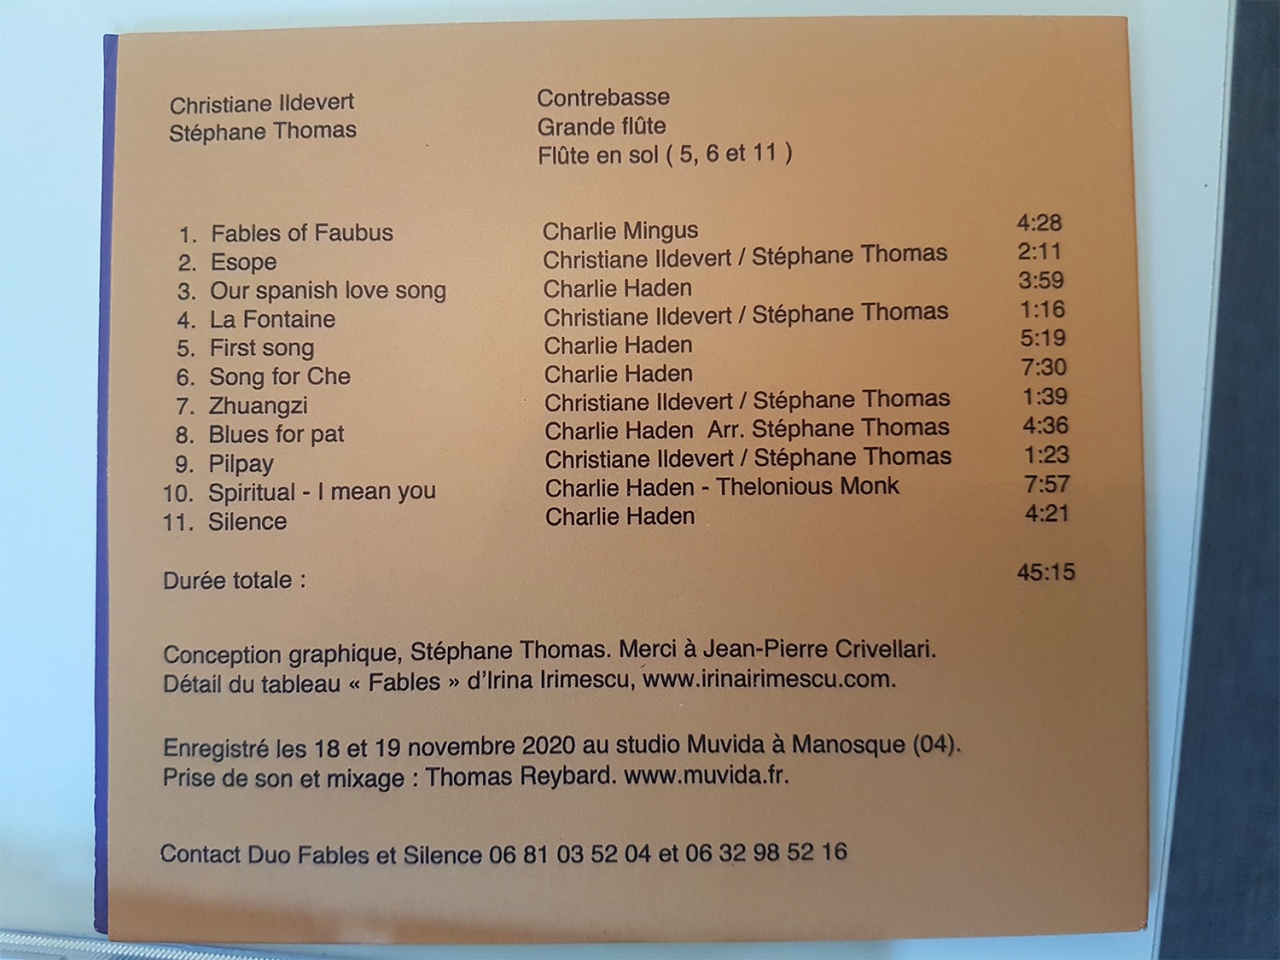 Christiane Ildevert Contrebasse
Stéphane Thomas Grande flûte
Flûte en sol ( 5, 6 et 11 )
1. Fables of Faubus Charlie Mingus 4:28
2. Esope Christiane Ildevert / Stéphane Thomas 2:11
3. Our spanish love song Charlie Haden 3:59
4. La Fontaine Christiane Ildevert / Stéphane Thomas 1:16
5. First song Charlie Haden 5:19
6. Song for Che Charlie Haden 7:30
7. Zhuangzi Christiane Ildevert / Stéphane Thomas 1:39
8. Blues for pat Charlie Haden Arr. Stéphane Thomas 4:36
9. Pilpay Christiane Ildevert / Stéphane Thomas 1:23
10. Spiritual - I mean you Charlie Haden - Thelonious Monk 7:57
11. Silence Charlie Haden 4:21
Durée totale : 45:15
Conception graphique, Stéphane Thomas. Merci à Jean-Pierre Crivellari.
Détail du tableau « Fables » d'Irina Irimescu, www.irinairimescu.com.
Enregistré les 18 et 19 novembre 2020 au studio Muvida à Manosque (04).
Prise de son et mixage : Thomas Reybard. www.muvida.fr.
Contact Duo Fables et Silence 06 81 03 52 04 et 06 32 98 52 16